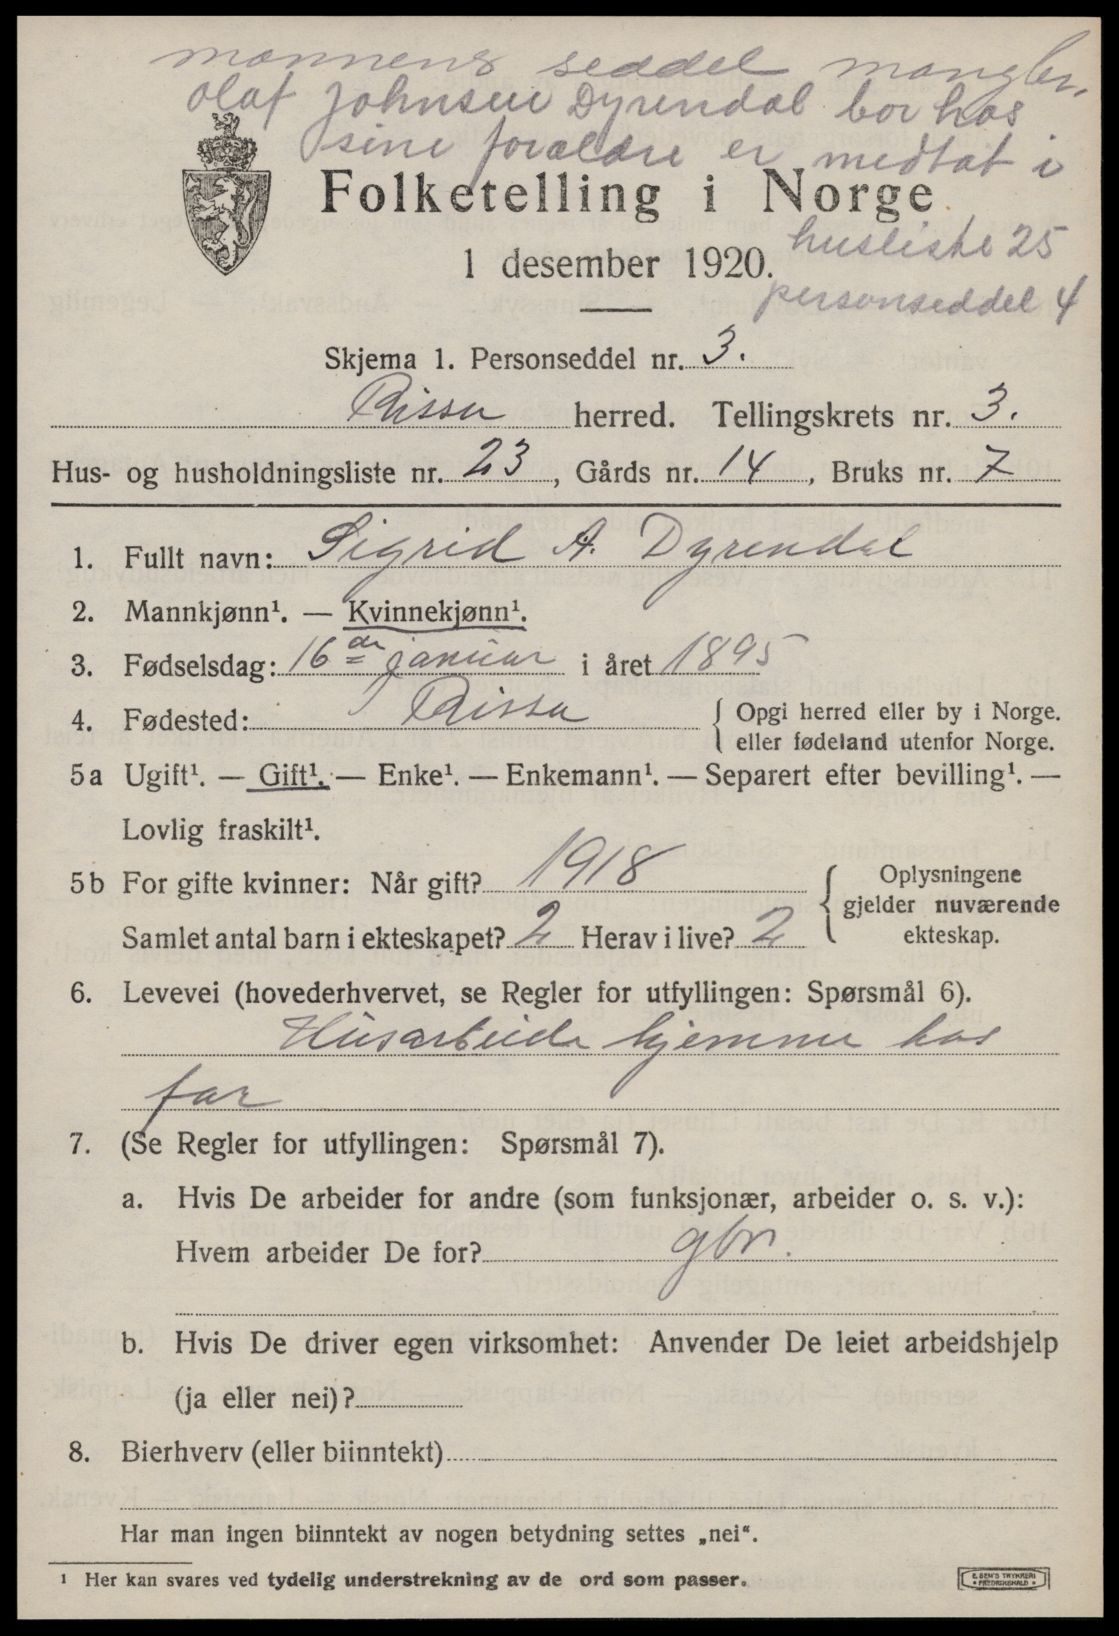 mannens seddel mangler.
Olaf Johnsen Dyrendal bor hos
sine forældre er medtat i
Folketelling i Norge
husliste 25
1 desember 1920.
personseddel 4
Skjema 1. Personseddel nr. 3.
Rissa herred. Tellingskrets nr. 3.
Hus- og husholdningsliste nr. 23, Gårds nr. 14, Bruks nr. 7
1. Fullt navn: Sigrid A. Dyrendal
2. Mannkjønn¹. — Kvinnekjønn¹.
3. Fødselsdag: 16de januar i året 1895
4. Fødested: Rissa { Opgi herred eller by i Norge.
eller fødeland utenfor Norge.
5a Ugift¹. — Gift¹. — Enke¹. — Enkemann¹. — Separert efter bevilling¹. —
Lovlig fraskilt¹.
5b For gifte kvinner: Når gift? 1918 { Oplysningene
gjelder nuværende
Samlet antal barn i ekteskapet? 2 Herav i live? 2 ekteskap.
6. Levevei (hovederhvervet, se Regler for utfyllingen: Spørsmål 6).
Husarbeide hjemme hos
far
7. (Se Regler for utfyllingen: Spørsmål 7).
a. Hvis De arbeider for andre (som funksjonær, arbeider o. s. v.):
Hvem arbeider De for? gbr.
b. Hvis De driver egen virksomhet: Anvender De leiet arbeidshjelp
(ja eller nei)?
8. Bierhverv (eller biinntekt)
Har man ingen biinntekt av nogen betydning settes „nei“.
¹ Her kan svares ved tydelig understrekning av de ord som passer.
E. SEM'S TRYKKERI
FREDRIKSHALD